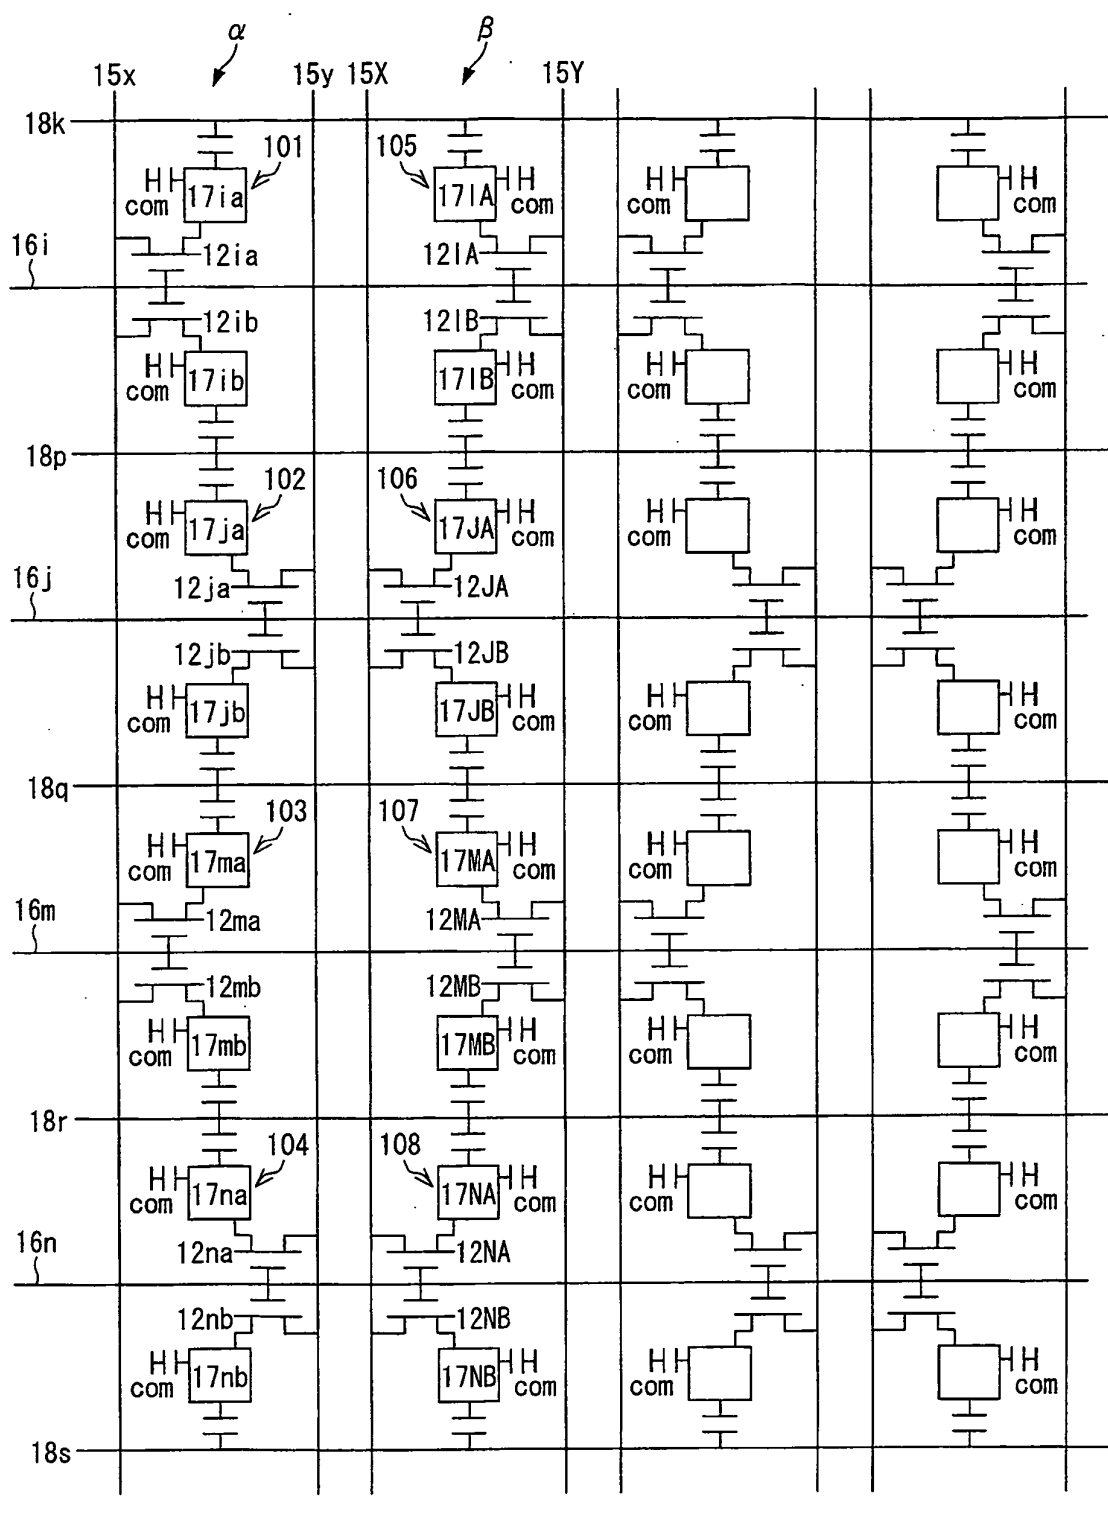 α β
15x 15y 15X 15Y
18k
101 105
17ia 17IA
com com com com
16i
12ia 12IA
12ib 12IB
17ib 17IB
com com com com
18p
102 106
17ja 17JA
com com com com
16j
12ja 12JA
12jb 12JB
17jb 17JB
com com com com
18q
103 107
17ma 17MA
com com com com
16m
12ma 12MA
12mb 12MB
17mb 17MB
com com com com
18r
104 108
17na 17NA
com com com com
16n
12na 12NA
12nb 12NB
17nb 17NB
com com com com
18s